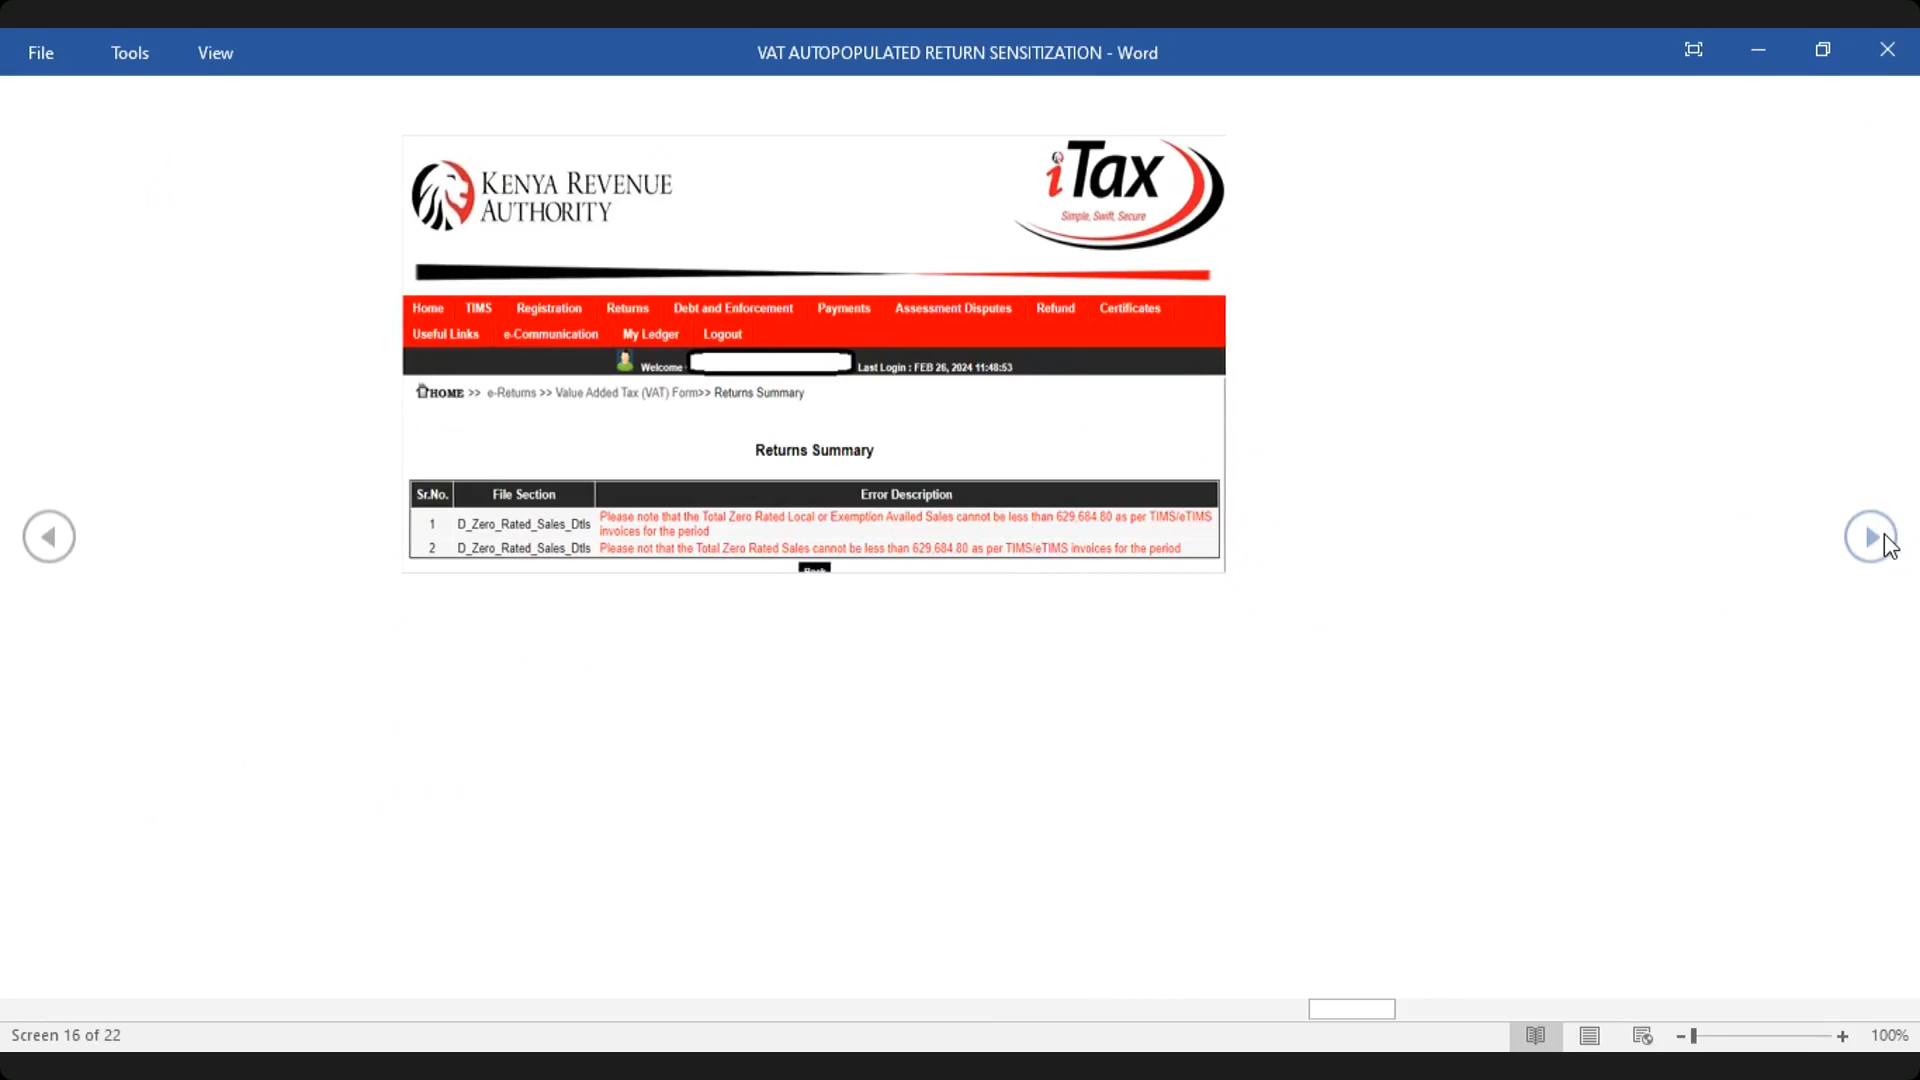 File Tools View VAT AUTOPOPULATED RETURN SENSITIZATION - Word
KENYA REVENUE
AUTHORITY
iTax
Simple, Swift, Secure
Home TIMS Registration Returns Debt and Enforcement Payments Assessment Disputes Refund Certificates
Useful Links e-Communication My Ledger Logout
Welcome Last Login : FEB 26, 2024 11:48:53
HOME >> e-Returns >> Value Added Tax (VAT) Form>> Returns Summary
Returns Summary
Sr.No. File Section Error Description
1 D_Zero_Rated_Sales_Dtls Please note that the Total Zero Rated Local or Exemption Availed Sales cannot be less than 629,684.80 as per TIMS/eTIMS
invoices for the period
2 D_Zero_Rated_Sales_Dtls Please not that the Total Zero Rated Sales cannot be less than 629,684.80 as per TIMS/eTIMS invoices for the period
Back
Screen 16 of 22 100%